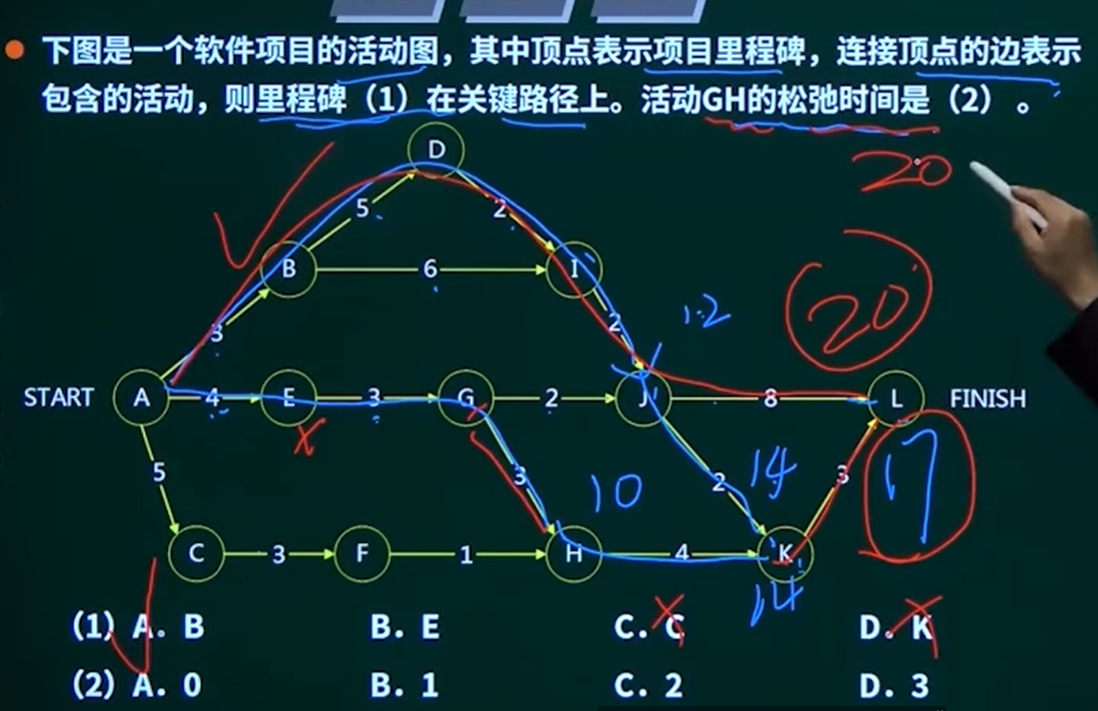 下图是一个软件项目的活动图，其中顶点表示项目里程碑，连接顶点的边表示
包含的活动，则里程碑（1）在关键路径上。活动GH的松弛时间是（2）。
20
D
5
2
B
6
I
20
3
2
12
START
A
4
E
3
G
2
J
8
L
FINISH
5
3
10
2
14
3
17
C
3
F
1
H
4
K
14
(1) A. B
B. E
C. C
D. K
(2) A. 0
B. 1
C. 2
D. 3